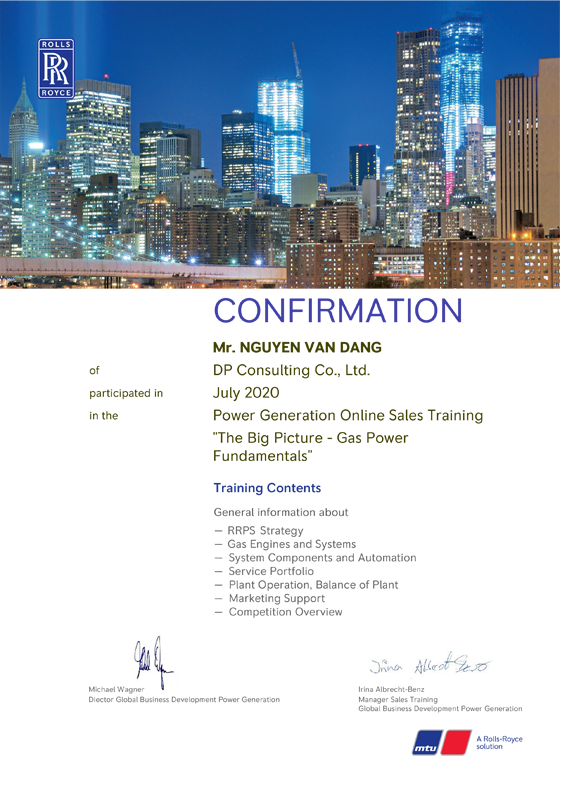 ROLLS
RR
ROYCE
CONFIRMATION
Mr. NGUYEN VAN DANG
of DP Consulting Co., Ltd.
participated in July 2020
in the Power Generation Online Sales Training
"The Big Picture - Gas Power
Fundamentals"
Training Contents
General information about
— RRPS Strategy
— Gas Engines and Systems
— System Components and Automation
— Service Portfolio
— Plant Operation, Balance of Plant
— Marketing Support
— Competition Overview
Irina Albrecht-Benz
Michael Wagner
Diector Global Business Development Power Generation
Irina Albrecht-Benz
Manager Sales Training
Global Business Development Power Generation
mtu
A Rolls-Royce
solution